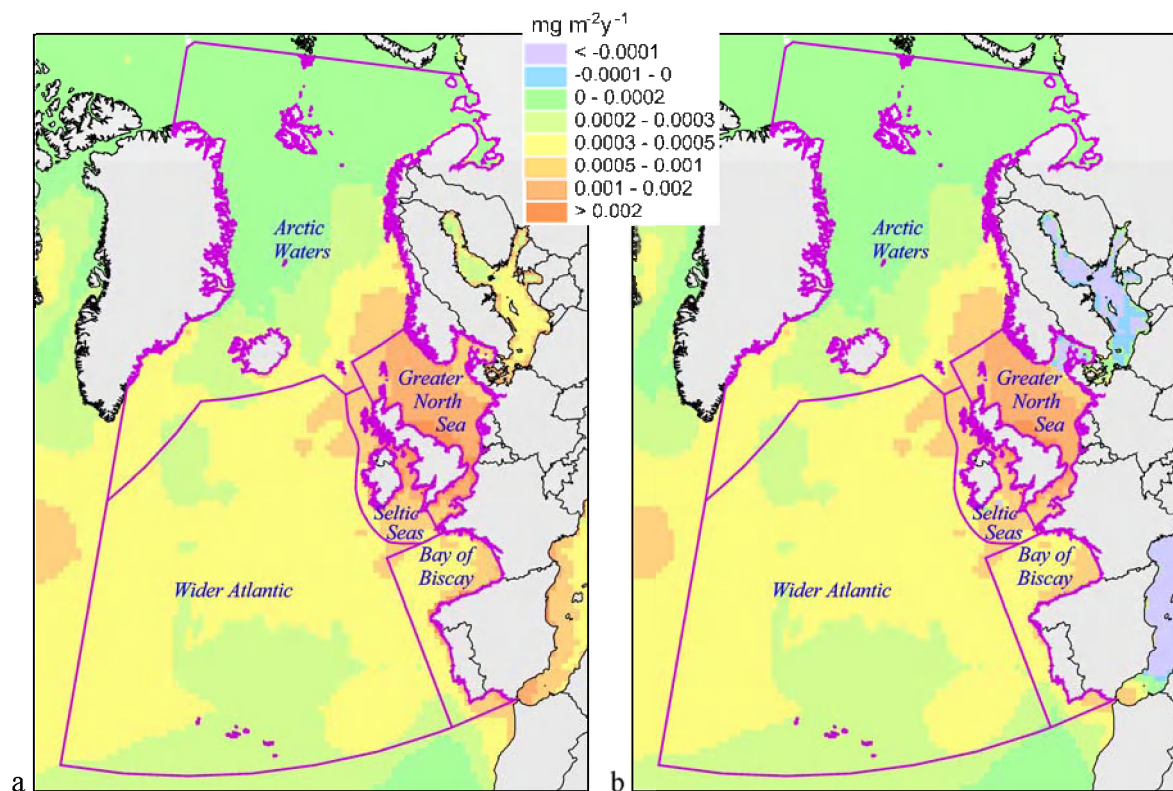 mg m⁻²y⁻¹
< -0.0001
-0.0001 - 0
0 - 0.0002
0.0002 - 0.0003
0.0003 - 0.0005
0.0005 - 0.001
0.001 - 0.002
> 0.002
Arctic
Waters
Greater
North
Sea
Seltic
Seas
Bay of
Biscay
Wider Atlantic
a
Arctic
Waters
Greater
North
Sea
Seltic
Seas
Bay of
Biscay
Wider Atlantic
b